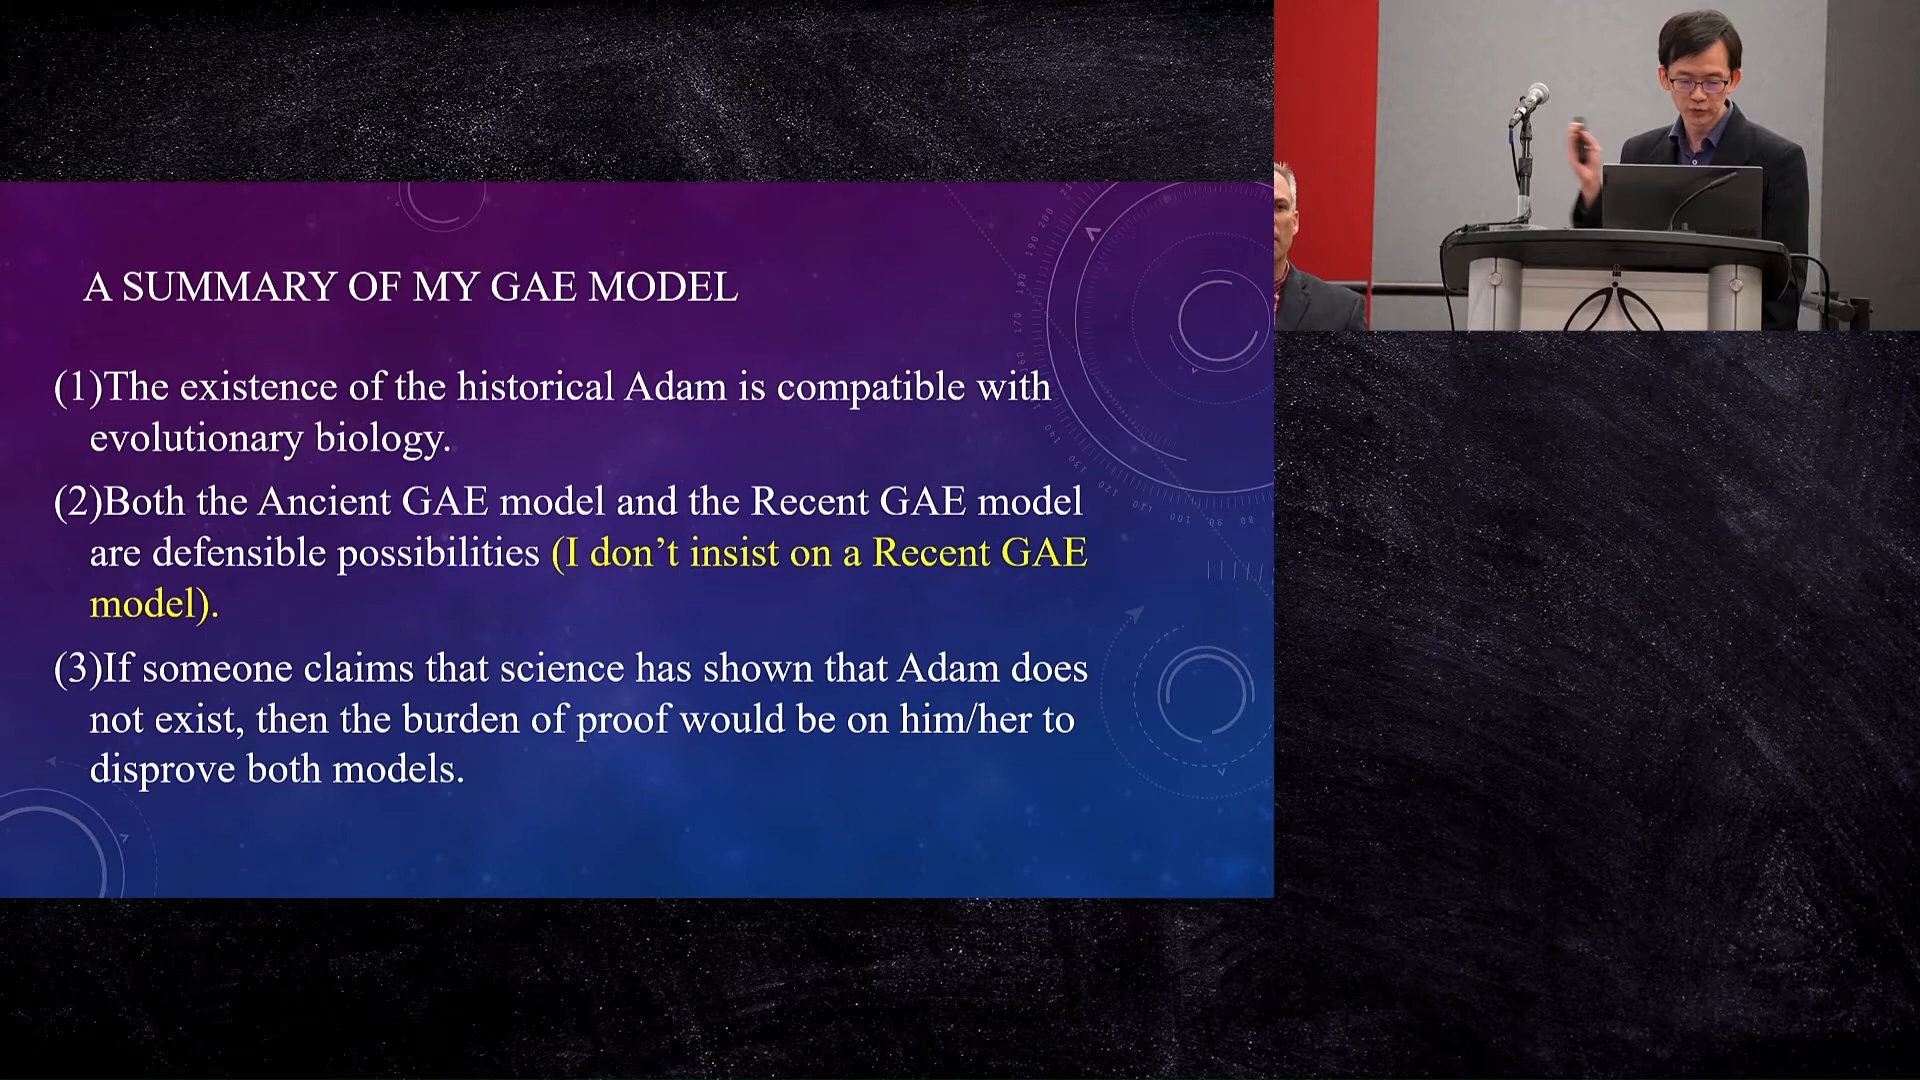 A SUMMARY OF MY GAE MODEL
(1)The existence of the historical Adam is compatible with
evolutionary biology.
(2)Both the Ancient GAE model and the Recent GAE model
are defensible possibilities (I don’t insist on a Recent GAE
model).
(3)If someone claims that science has shown that Adam does
not exist, then the burden of proof would be on him/her to
disprove both models.